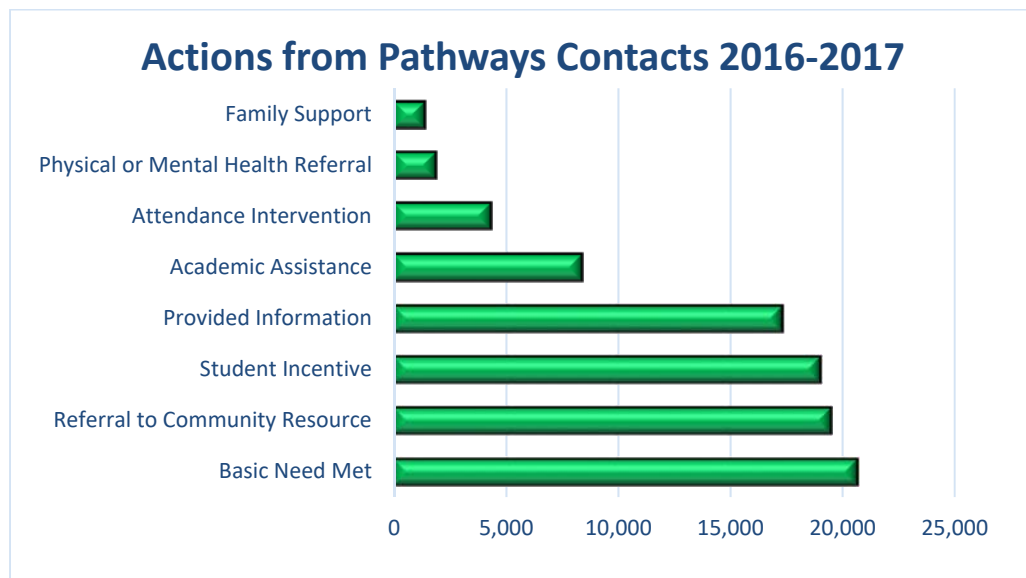 Actions from Pathways Contacts 2016-2017
Family Support
Physical or Mental Health Referral
Attendance Intervention
Academic Assistance
Provided Information
Student Incentive
Referral to Community Resource
Basic Need Met
0 5,000 10,000 15,000 20,000 25,000